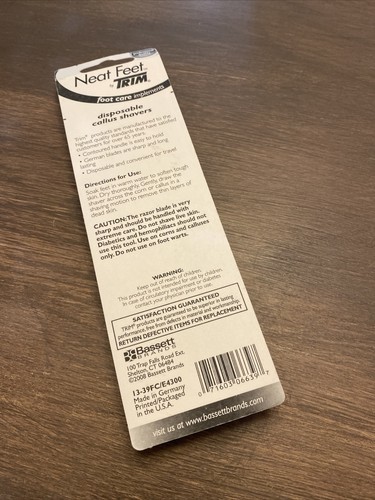 Neat Feet™
by TRIM®
foot care implements
disposable
callus shavers
Trim® products are manufactured to the
highest quality standards that have satisfied
customers for over 65 years.
• Contoured handle is easy to hold
• German blades are sharp and long
lasting
• Disposable and convenient for travel
Directions for Use:
Soak feet in warm water to soften tough
skin. Dry thoroughly. Gently draw the
shaver across the corn or callus in a
shaving motion to remove thin layers of
dead skin.
CAUTION: The razor blade is very
sharp and should be handled with
extreme care. Do not shave live skin.
Diabetics and hemophiliacs should not
use this tool. Use on corns and calluses
only. Do not use on foot warts.
WARNING:
Keep out of reach of children.
This product is not intended for use by children.
In case of circulatory impairment or diabetes
contact your physician prior to use.
SATISFACTION GUARANTEED
TRIM® products are guaranteed to be superior in lasting
performance, free from defects in material and workmanship.
RETURN DEFECTIVE ITEMS FOR REPLACEMENT
Bassett
BRANDS
100 Trap Falls Road Ext.
Shelton, CT 06484
©2008 Bassett Brands
13-39FC/E4300
Made in Germany
Printed/Packaged
in the U.S.A.
0 71603 06639 7
visit us at www.bassettbrands.com